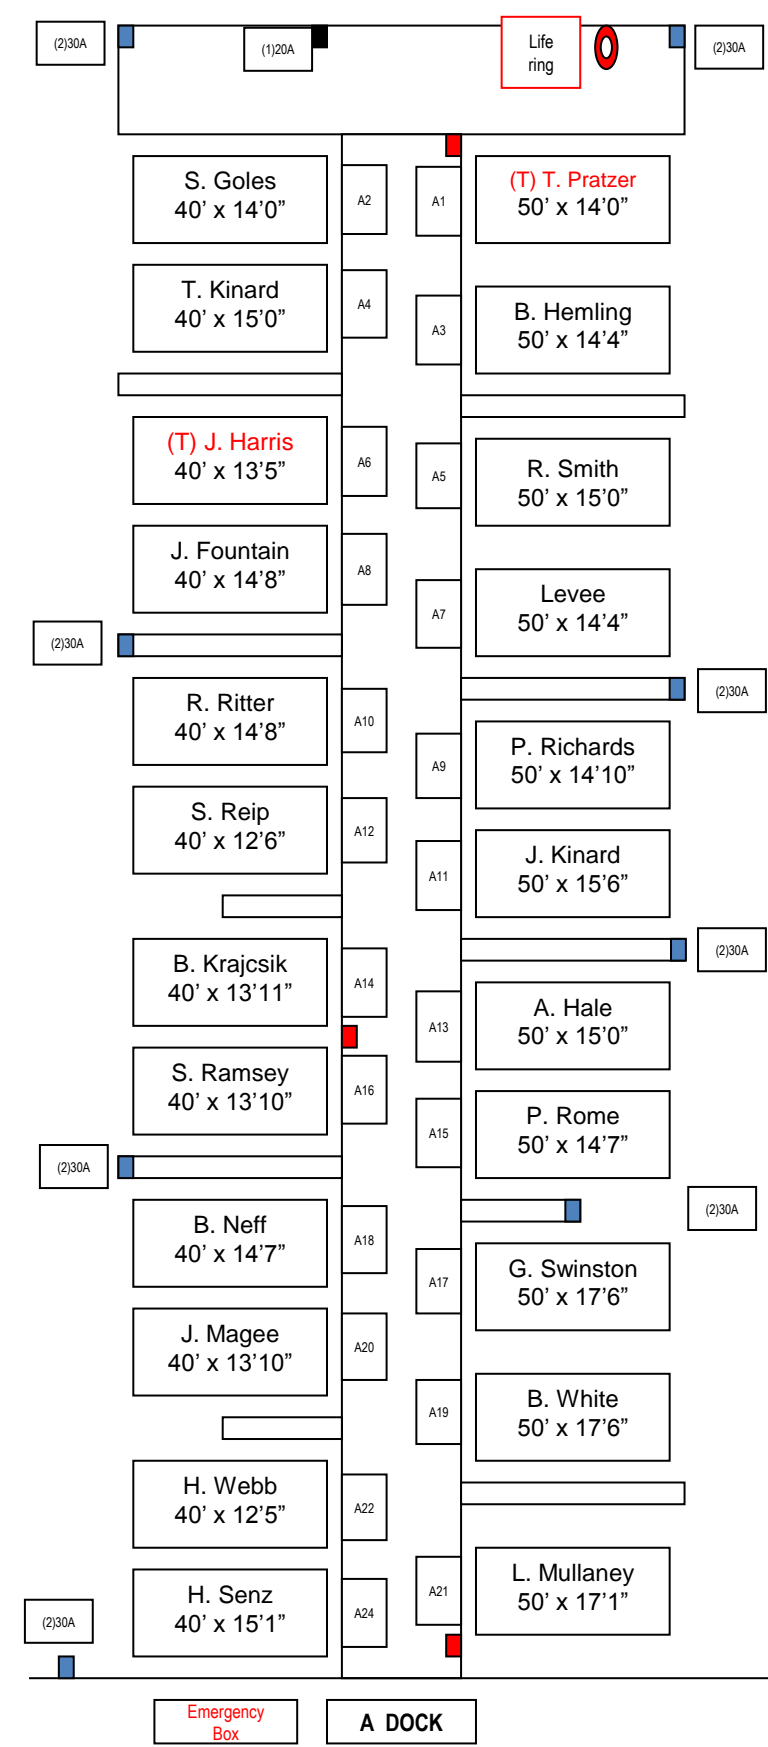 (2)30A
(1)20A
Life
ring
(2)30A
S. Goles
40’ x 14’0”
A2
A1
(T) T. Pratzer
50’ x 14’0”
T. Kinard
40’ x 15’0”
A4
A3
B. Hemling
50’ x 14’4”
(T) J. Harris
40’ x 13’5”
A6
A5
R. Smith
50’ x 15’0”
J. Fountain
40’ x 14’8”
A8
A7
Levee
50’ x 14’4”
(2)30A
(2)30A
R. Ritter
40’ x 14’8”
A10
A9
P. Richards
50’ x 14’10”
S. Reip
40’ x 12’6”
A12
A11
J. Kinard
50’ x 15’6”
(2)30A
B. Krajcsik
40’ x 13’11”
A14
A13
A. Hale
50’ x 15’0”
S. Ramsey
40’ x 13’10”
A16
A15
P. Rome
50’ x 14’7”
(2)30A
(2)30A
B. Neff
40’ x 14’7”
A18
A17
G. Swinston
50’ x 17’6”
J. Magee
40’ x 13’10”
A20
A19
B. White
50’ x 17’6”
H. Webb
40’ x 12’5”
A22
A21
L. Mullaney
50’ x 17’1”
H. Senz
40’ x 15’1”
A24
(2)30A
Emergency
Box
A DOCK